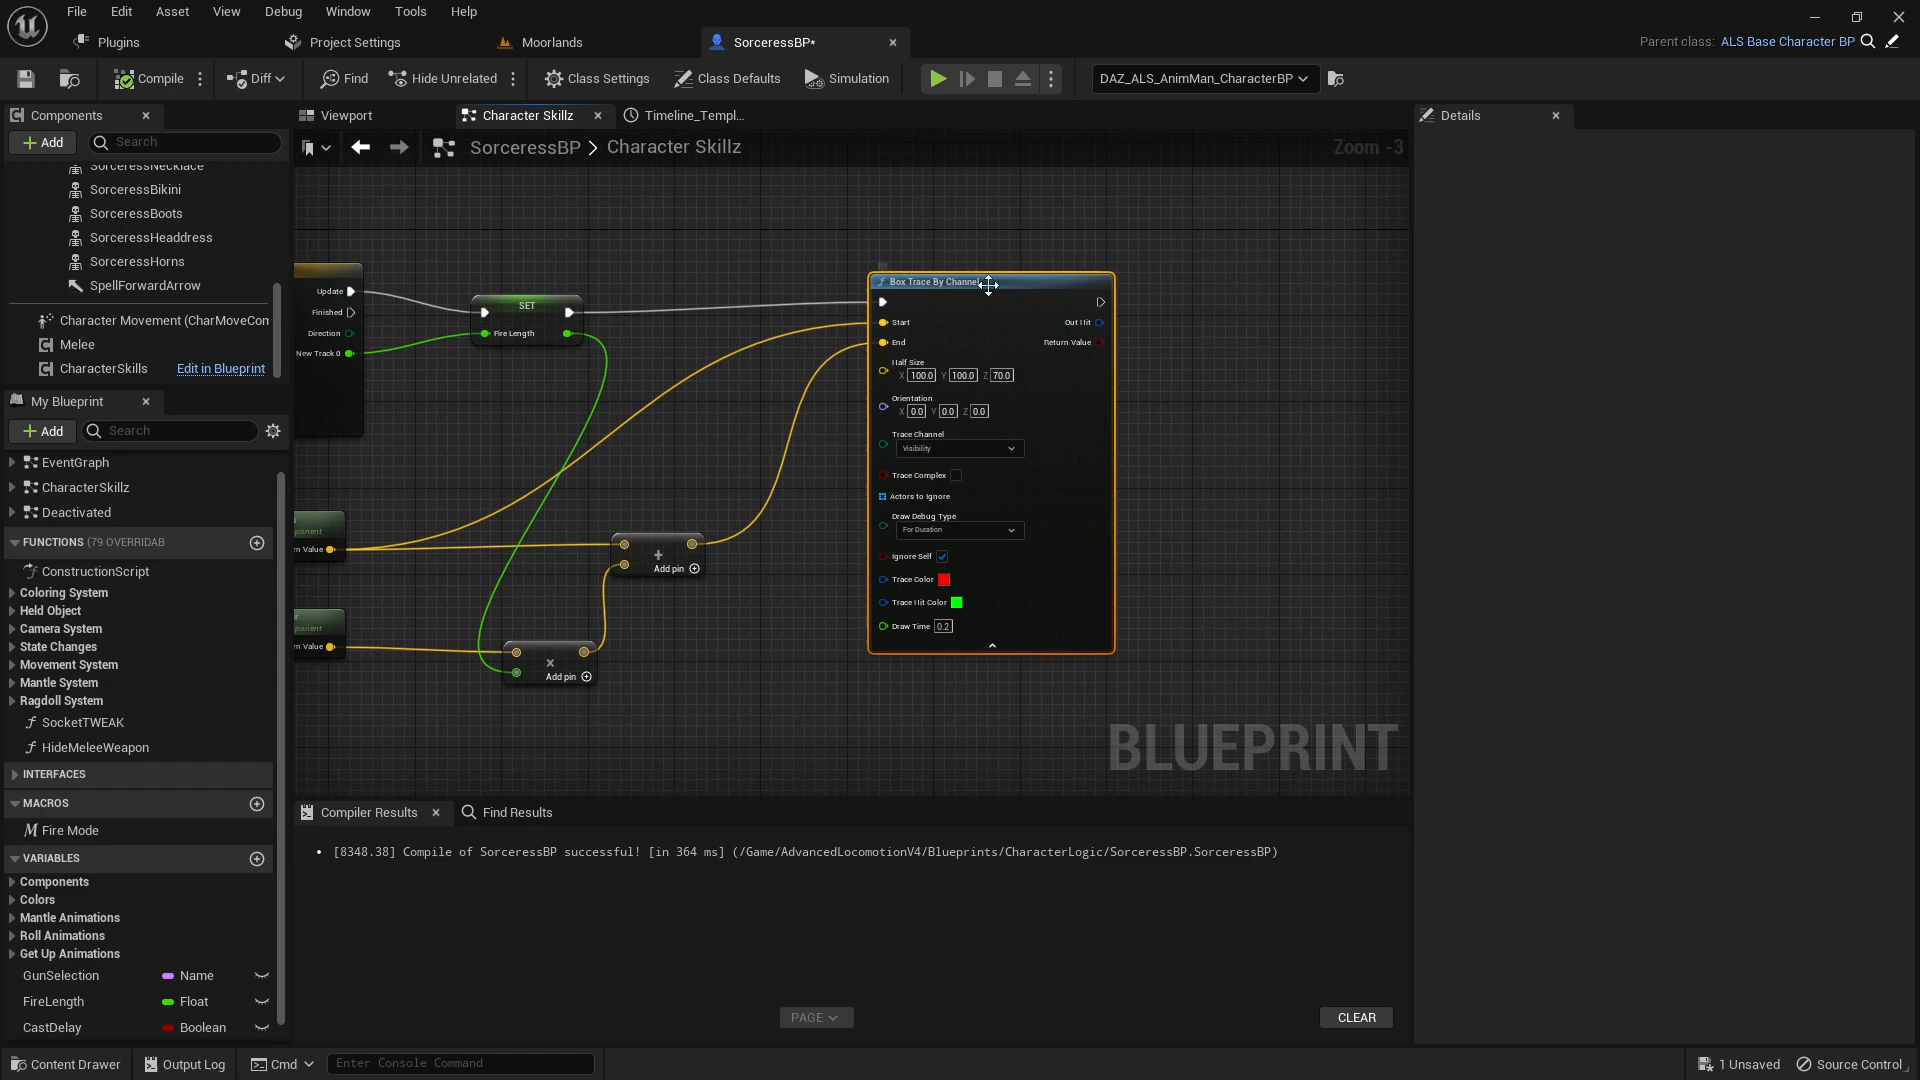 File Edit Asset View Debug Window Tools Help
Plugins Project Settings Moorlands SorceressBP* Parent class: ALS Base Character BP
Compile Diff Find Hide Unrelated Class Settings Class Defaults Simulation DAZ_ALS_AnimMan_CharacterBP
Components Viewport Character Skillz Timeline_Templ... Details
Add Search SorceressBP > Character Skillz Zoom -3
SorceressNecklace
SorceressBikini
SorceressBoots
SorceressHeaddress
SorceressHorns
SpellForwardArrow
Character Movement (CharMoveCon
Melee
CharacterSkills Edit in Blueprint
My Blueprint
Add Search
EventGraph
CharacterSkillz
Deactivated
FUNCTIONS (79 OVERRIDAB
ConstructionScript
Coloring System
Held Object
Camera System
State Changes
Movement System
Mantle System
Ragdoll System
SocketTWEAK
HideMeleeWeapon
INTERFACES
MACROS
Fire Mode
VARIABLES
Components
Colors
Mantle Animations
Roll Animations
Get Up Animations
GunSelection Name
FireLength Float
CastDelay Boolean
Update
Finished
Direction
New Track 0
SET
Fire Length
rn Value
rn Value
+
Add pin
×
Add pin
Box Trace By Channel
Start Out Hit
End Return Value
Half Size
X 100.0 Y 100.0 Z 70.0
Orientation
X 0.0 Y 0.0 Z 0.0
Trace Channel
Visibility
Trace Complex
Actors to Ignore
Draw Debug Type
For Duration
Ignore Self
Trace Color
Trace Hit Color
Draw Time 0.2
BLUEPRINT
Compiler Results Find Results
[8348.38] Compile of SorceressBP successful! [in 364 ms] (/Game/AdvancedLocomotionV4/Blueprints/CharacterLogic/SorceressBP.SorceressBP)
PAGE CLEAR
Content Drawer Output Log Cmd Enter Console Command 1 Unsaved Source Control